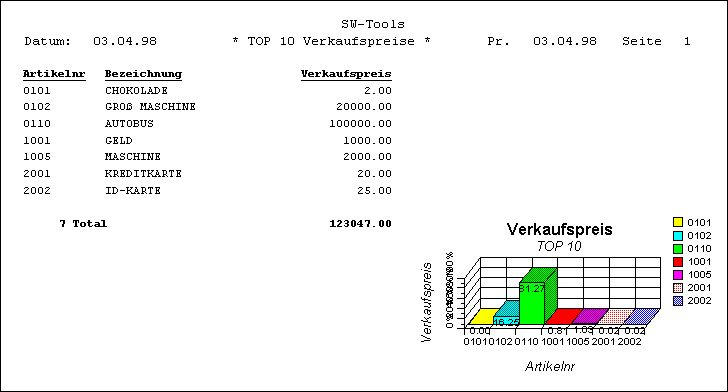 SW-Tools
Datum: 03.04.98 * TOP 10 Verkaufspreise * Pr. 03.04.98 Seite 1
Artikelnr Bezeichnung Verkaufspreis
0101 CHOKOLADE 2.00
0102 GROß MASCHINE 20000.00
0110 AUTOBUS 100000.00
1001 GELD 1000.00
1005 MASCHINE 2000.00
2001 KREDITKARTE 20.00
2002 ID-KARTE 25.00
7 Total 123047.00
Verkaufspreis
TOP 10
Verkaufspreis
0.00 16.25 81.27 0.81 1.63 0.02 0.02
0101 0102 0110 1001 1005 2001 2002
Artikelnr
0101
0102
0110
1001
1005
2001
2002